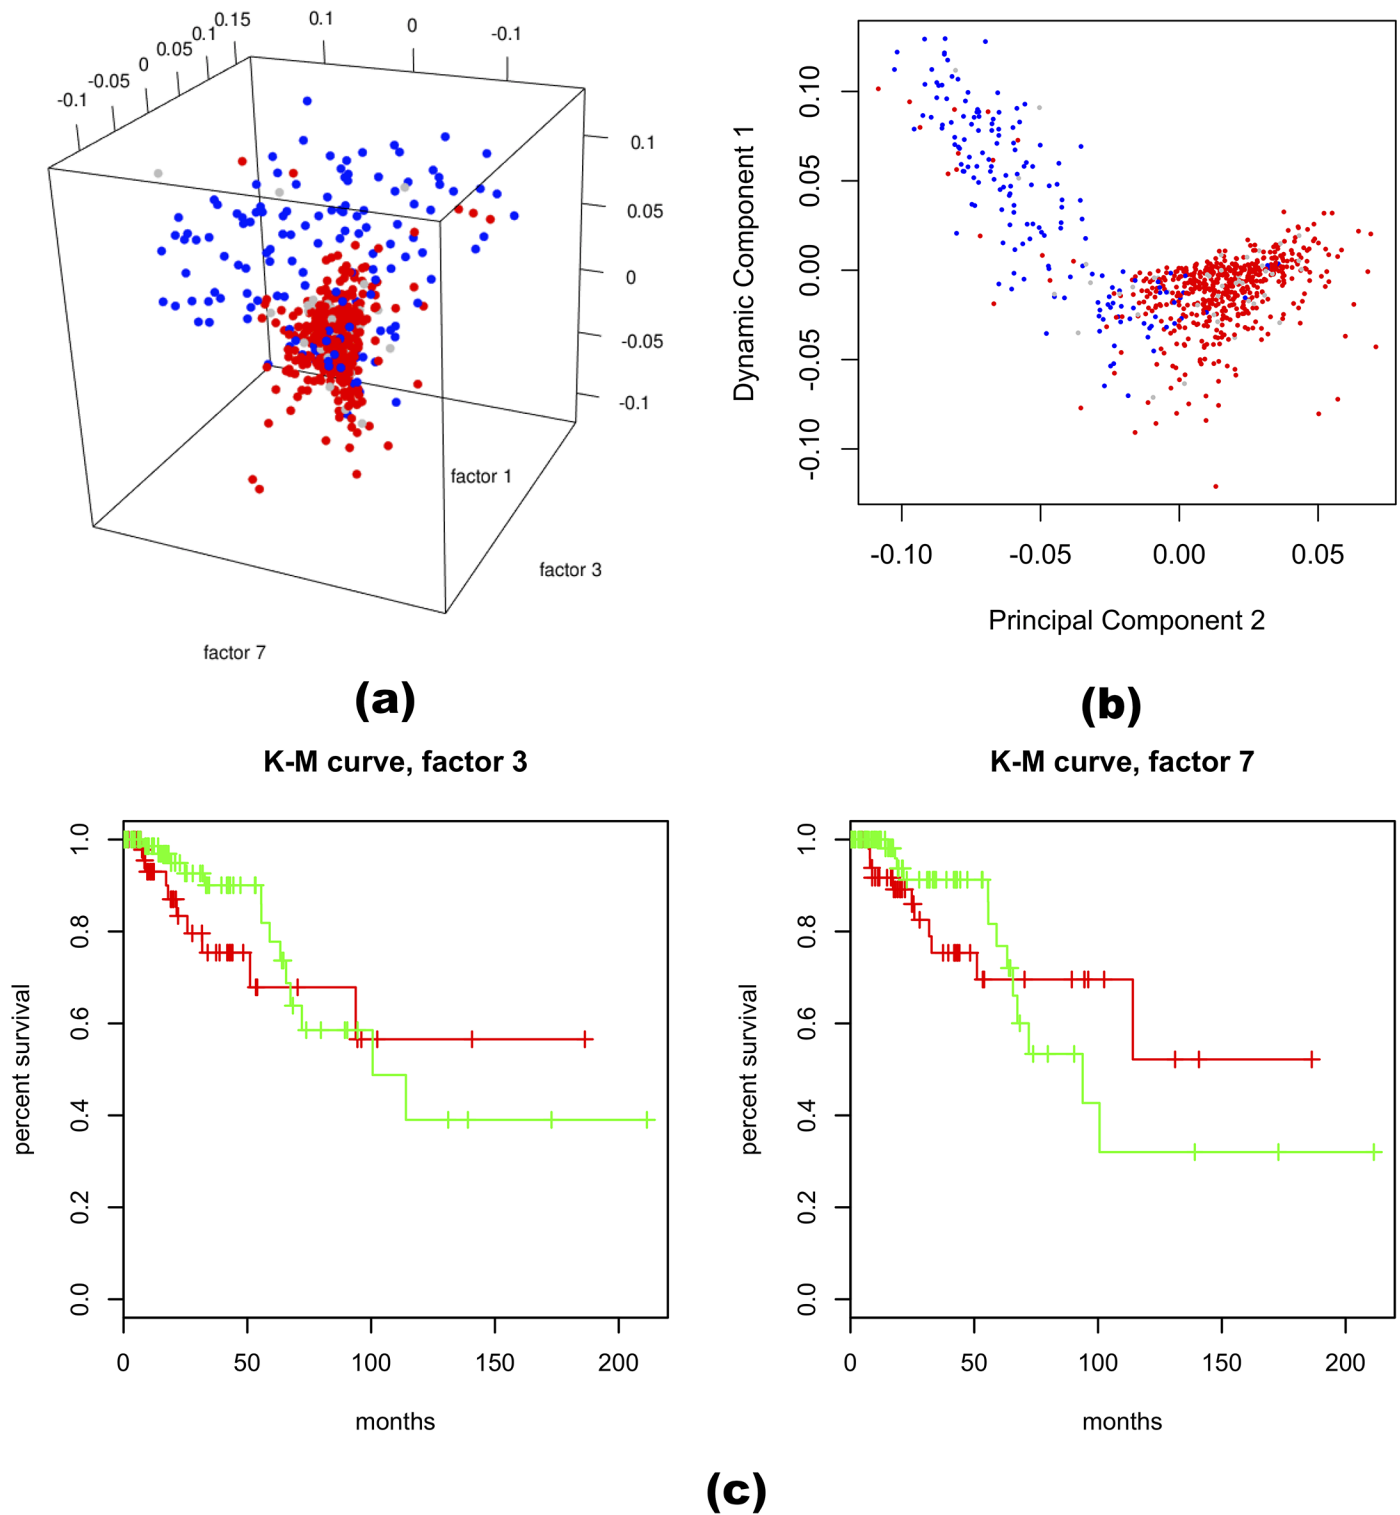 0.15
0.1
0.05
0
-0.05
-0.1
0.1
0
-0.1
0.1
0.05
0
-0.05
-0.1
factor 1
factor 3
factor 7
(a)
Dynamic Component 1
0.10
0.05
0.00
-0.05
-0.10
-0.10 -0.05 0.00 0.05
Principal Component 2
(b)
K-M curve, factor 3
percent survival
1.0
0.8
0.6
0.4
0.2
0.0
0 50 100 150 200
months
K-M curve, factor 7
percent survival
1.0
0.8
0.6
0.4
0.2
0.0
0 50 100 150 200
months
(c)